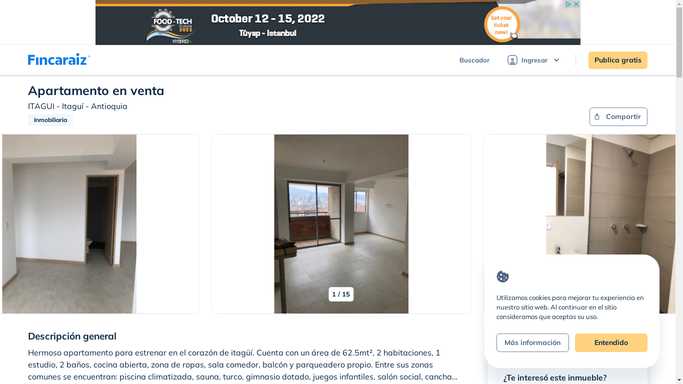 FOOD-TECH
October 12 - 15, 2022
Tüyap - Istanbul
Get your
ticket
now!
Fincaraiz
Buscador
Ingresar
Publica gratis
Apartamento en venta
ITAGUI - Itaguí - Antioquia
Inmobiliaria
Compartir
1 / 15
Utilizamos cookies para mejorar tu experiencia en
nuestro sitio web. Al continuar en el sitio
consideramos que aceptas su uso.
Más información
Entendido
Descripción general
Hermoso apartamento para estrenar en el corazón de itagüí. Cuenta con un área de 62.5mt², 2 habitaciones, 1
estudio, 2 baños, cocina abierta, zona de ropas, sala comedor, balcón y parqueadero propio. Entre sus zonas
comunes se encuentran: piscina climatizada, sauna, turco, gimnasio dotado, juegos infantiles, salón social, cancha...
¿Te interesó este inmueble?